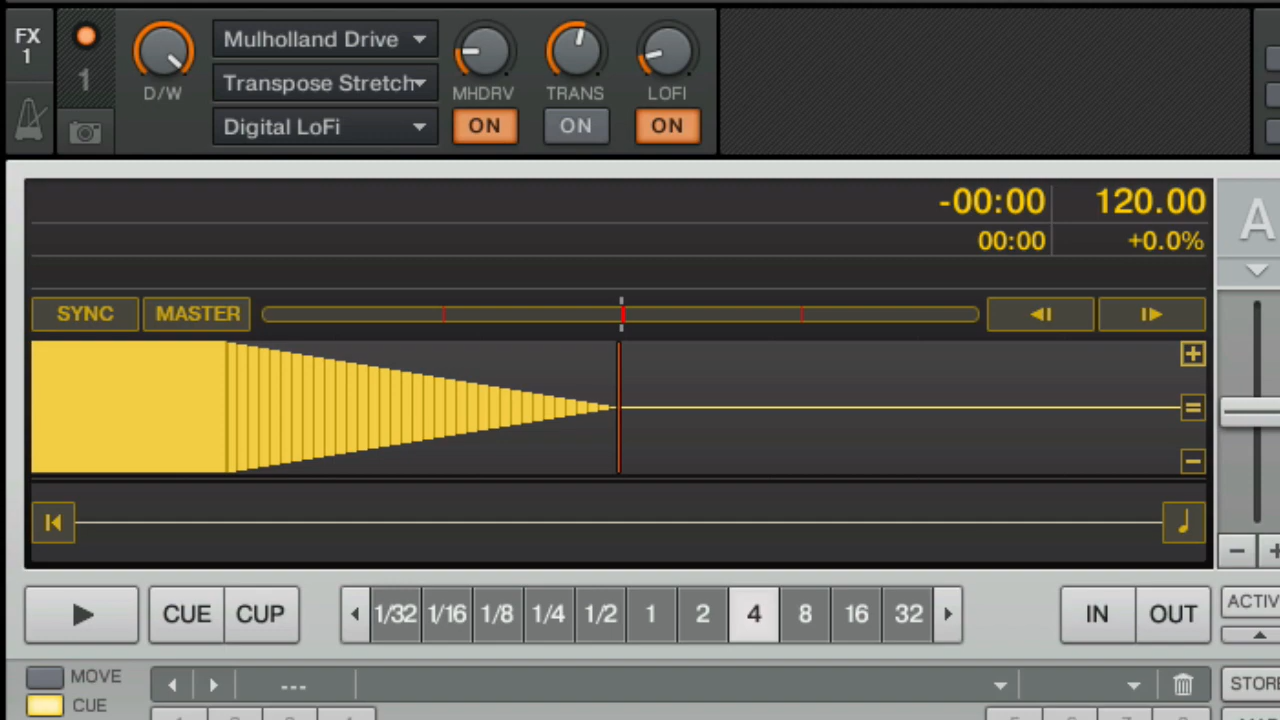 FX
1
1
D/W
Mulholland Drive
Transpose Stretch
Digital LoFi
MHDRV TRANS LOFI
ON ON ON
-00:00 120.00
00:00 +0.0%
A
SYNC MASTER
CUE CUP 1/32 1/16 1/8 1/4 1/2 1 2 4 8 16 32 IN OUT
ACTIV
MOVE
---
STORE
CUE